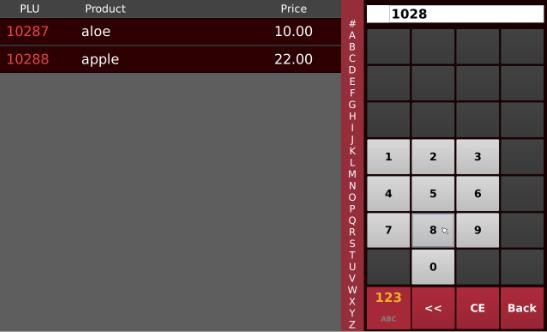 PLU Product Price
10287 aloe 10.00
10288 apple 22.00
#
A
B
C
D
E
F
G
H
I
J
K
L
M
N
O
P
Q
R
S
T
U
V
W
X
Y
Z
1028
1 2 3
4 5 6
7 8 9
0
123
ABC
<< CE Back